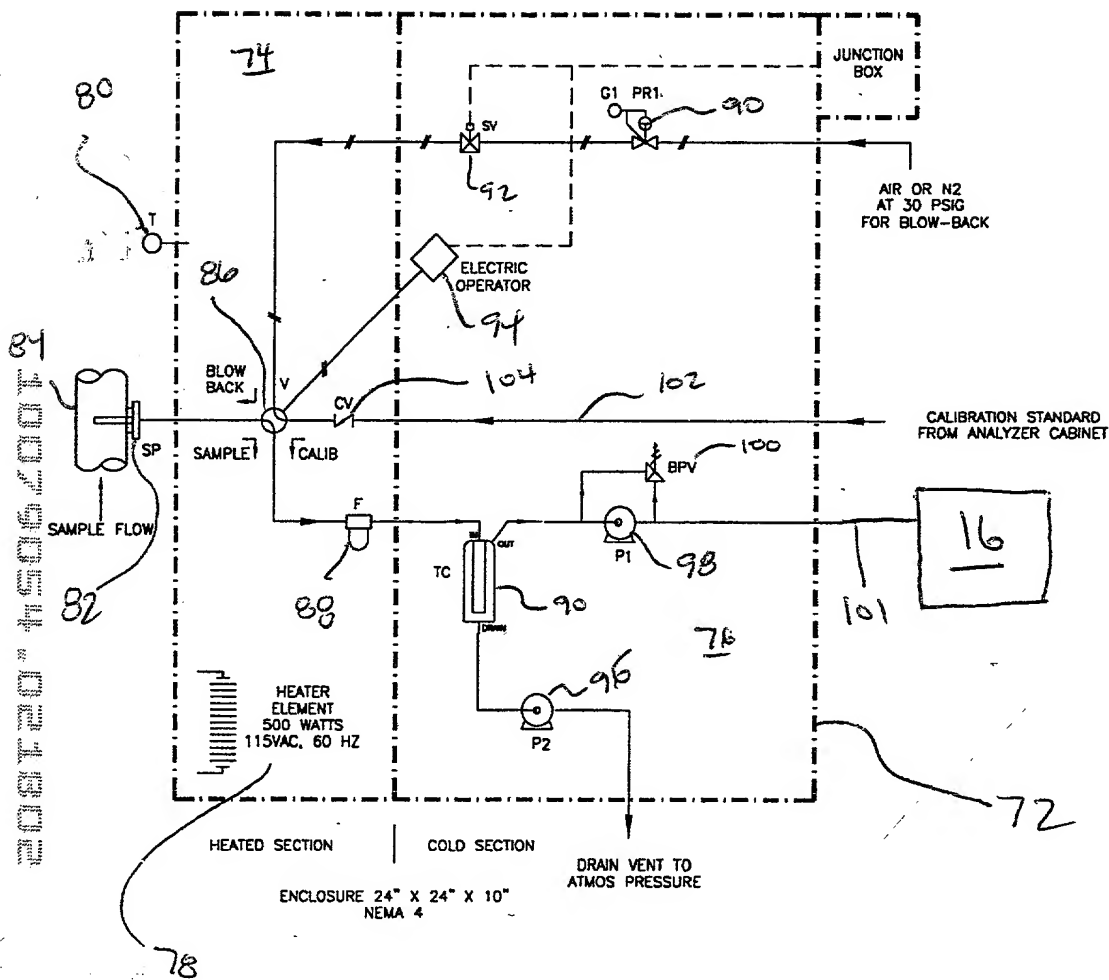 74
JUNCTION
BOX
80
G1 PR1
90
SV
92
AIR OR N2
AT 30 PSIG
FOR BLOW-BACK
T
86
ELECTRIC
OPERATOR
94
84
BLOW
BACK
V
104
CV
102
CALIBRATION STANDARD
FROM ANALYZER CABINET
SP
SAMPLE
CALIB
100
BPV
SAMPLE FLOW
F
IN
OUT
P1
98
16
82
88
TC
90
101
DRAIN
76
96
HEATER
ELEMENT
500 WATTS
115VAC, 60 HZ
P2
72
HEATED SECTION
COLD SECTION
DRAIN VENT TO
ATMOS PRESSURE
ENCLOSURE 24" X 24" X 10"
NEMA 4
78
10079054.021802